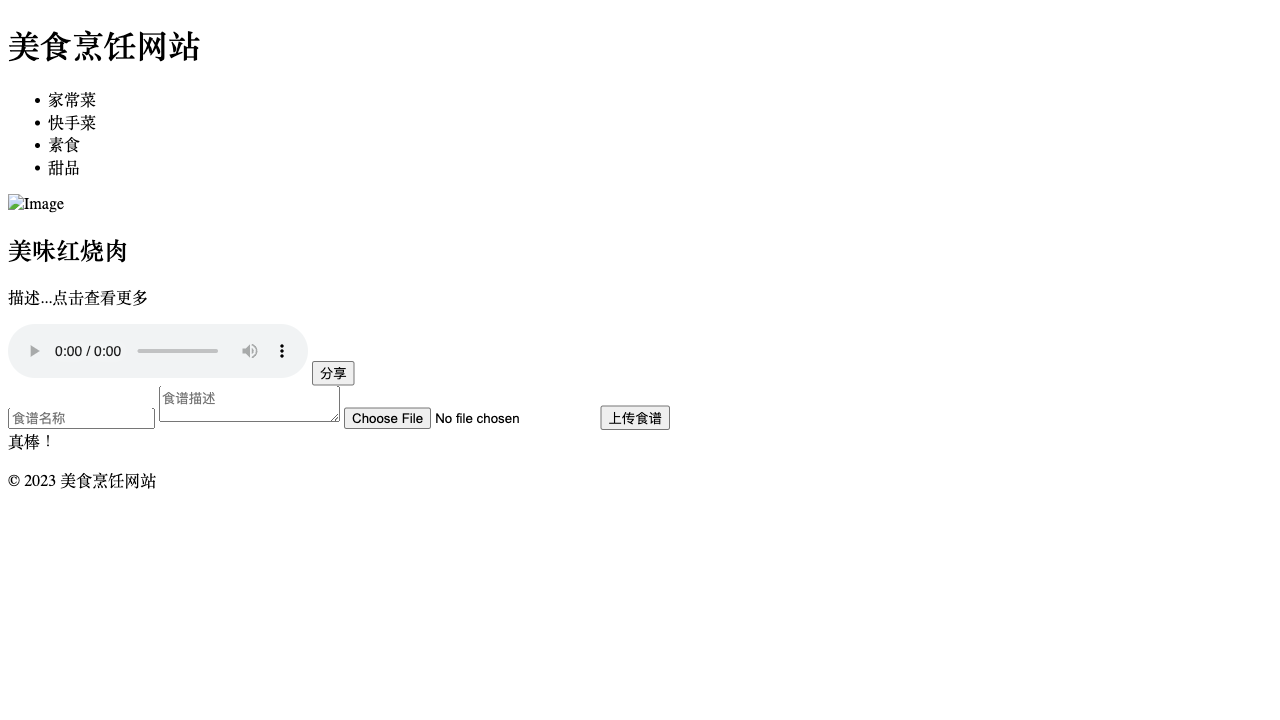 美食烹饪网站
家常菜
快手菜
素食
甜品
Image
美味红烧肉
描述...点击查看更多
0:00 / 0:00 分享
食谱名称 食谱描述 Choose File No file chosen 上传食谱
真棒！
© 2023 美食烹饪网站